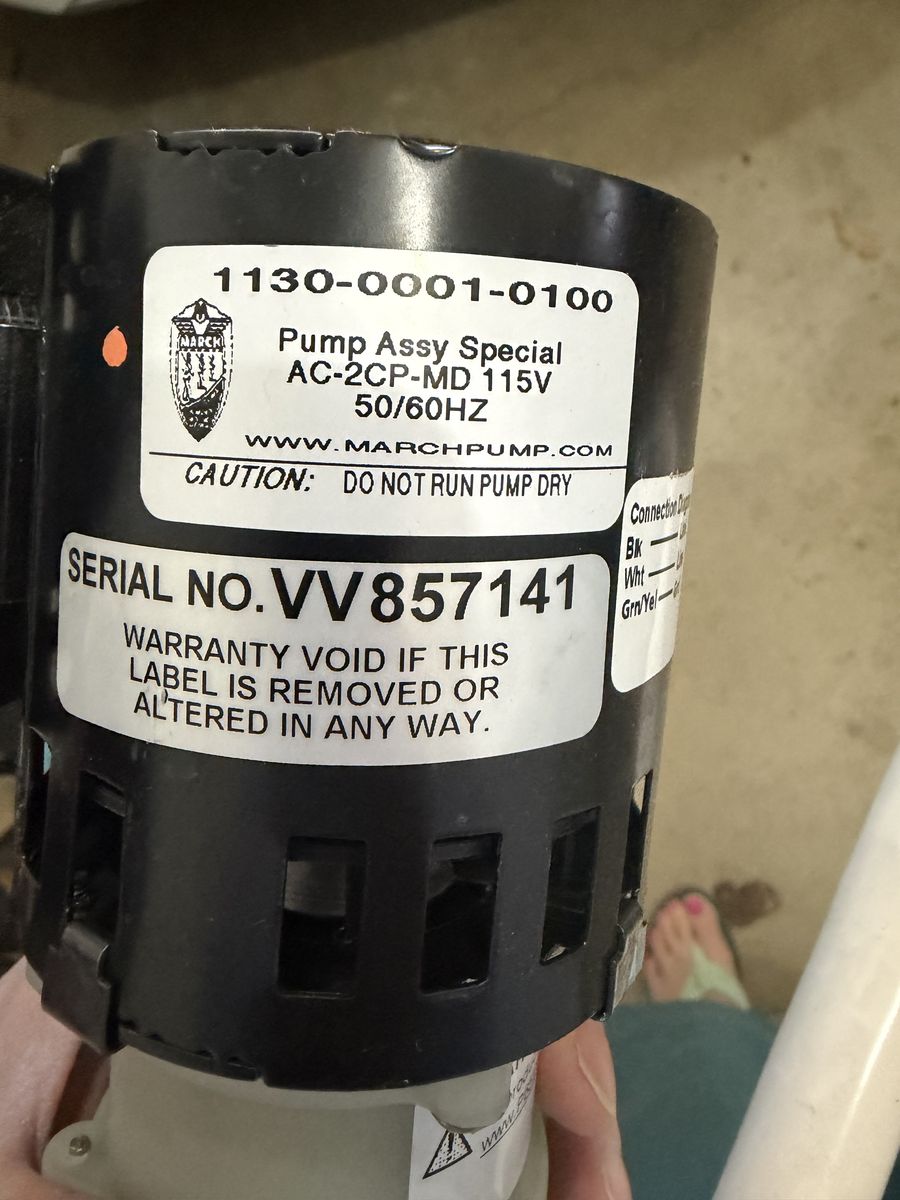 1130-0001-0100
MARCH
Pump Assy Special
AC-2CP-MD 115V
50/60HZ
WWW.MARCHPUMP.COM
CAUTION: DO NOT RUN PUMP DRY
SERIAL NO. VV857141
WARRANTY VOID IF THIS
LABEL IS REMOVED OR
ALTERED IN ANY WAY.
Connection
Blk
Wht
Grn/Yel
www.